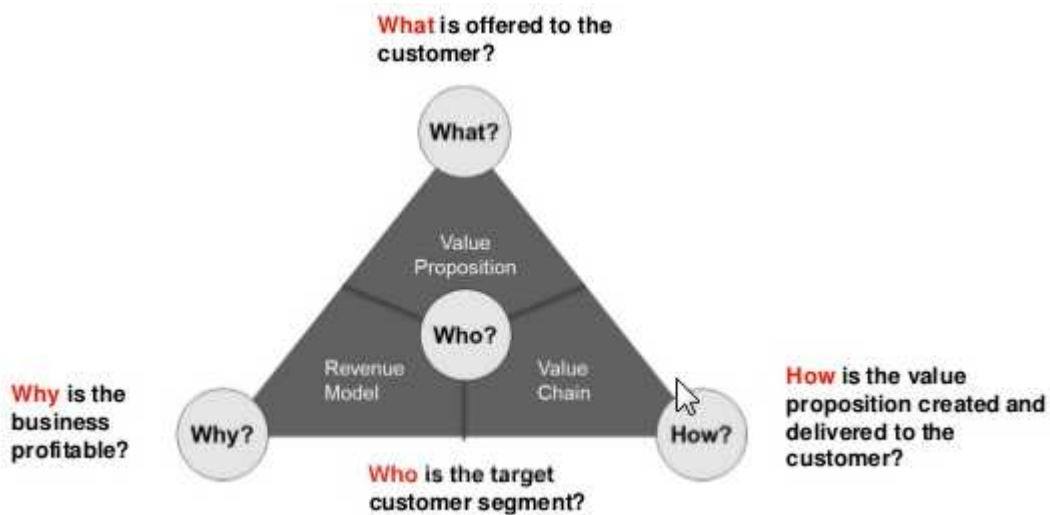 What is offered to the
customer?
What?
Value
Proposition
Who?
Revenue
Model
Value
Chain
Why is the
business
profitable?
Why?
How?
How is the value
proposition created and
delivered to the
customer?
Who is the target
customer segment?